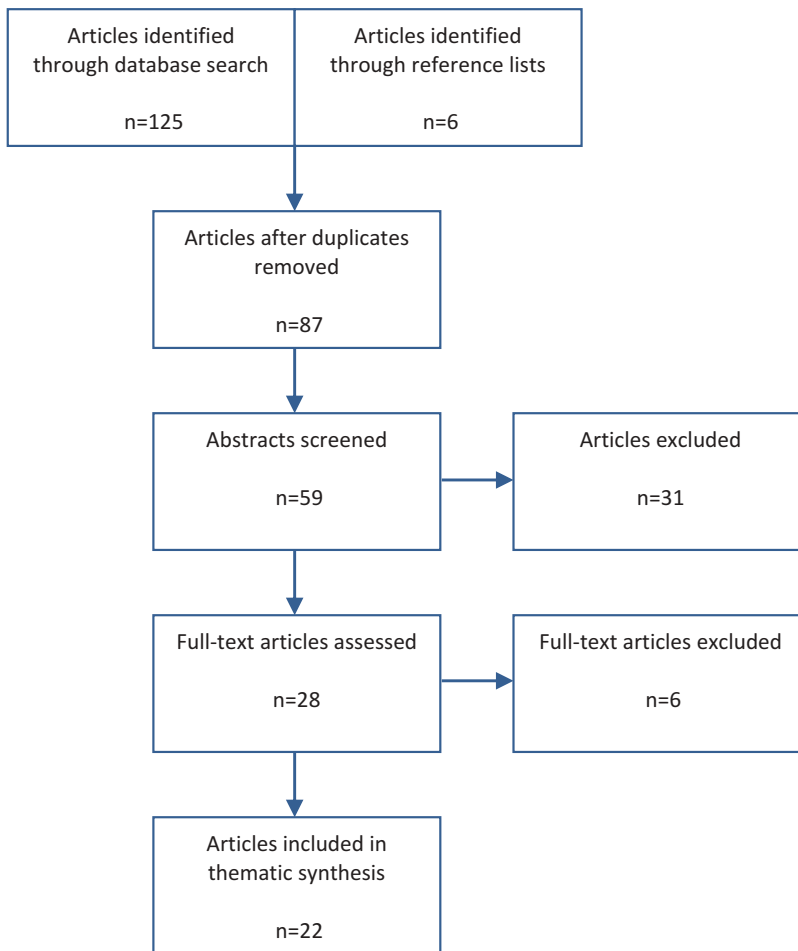 Articles identified
through database search
n=125
Articles identified
through reference lists
n=6
Articles after duplicates
removed
n=87
Abstracts screened
n=59
Articles excluded
n=31
Full-text articles assessed
n=28
Full-text articles excluded
n=6
Articles included in
thematic synthesis
n=22